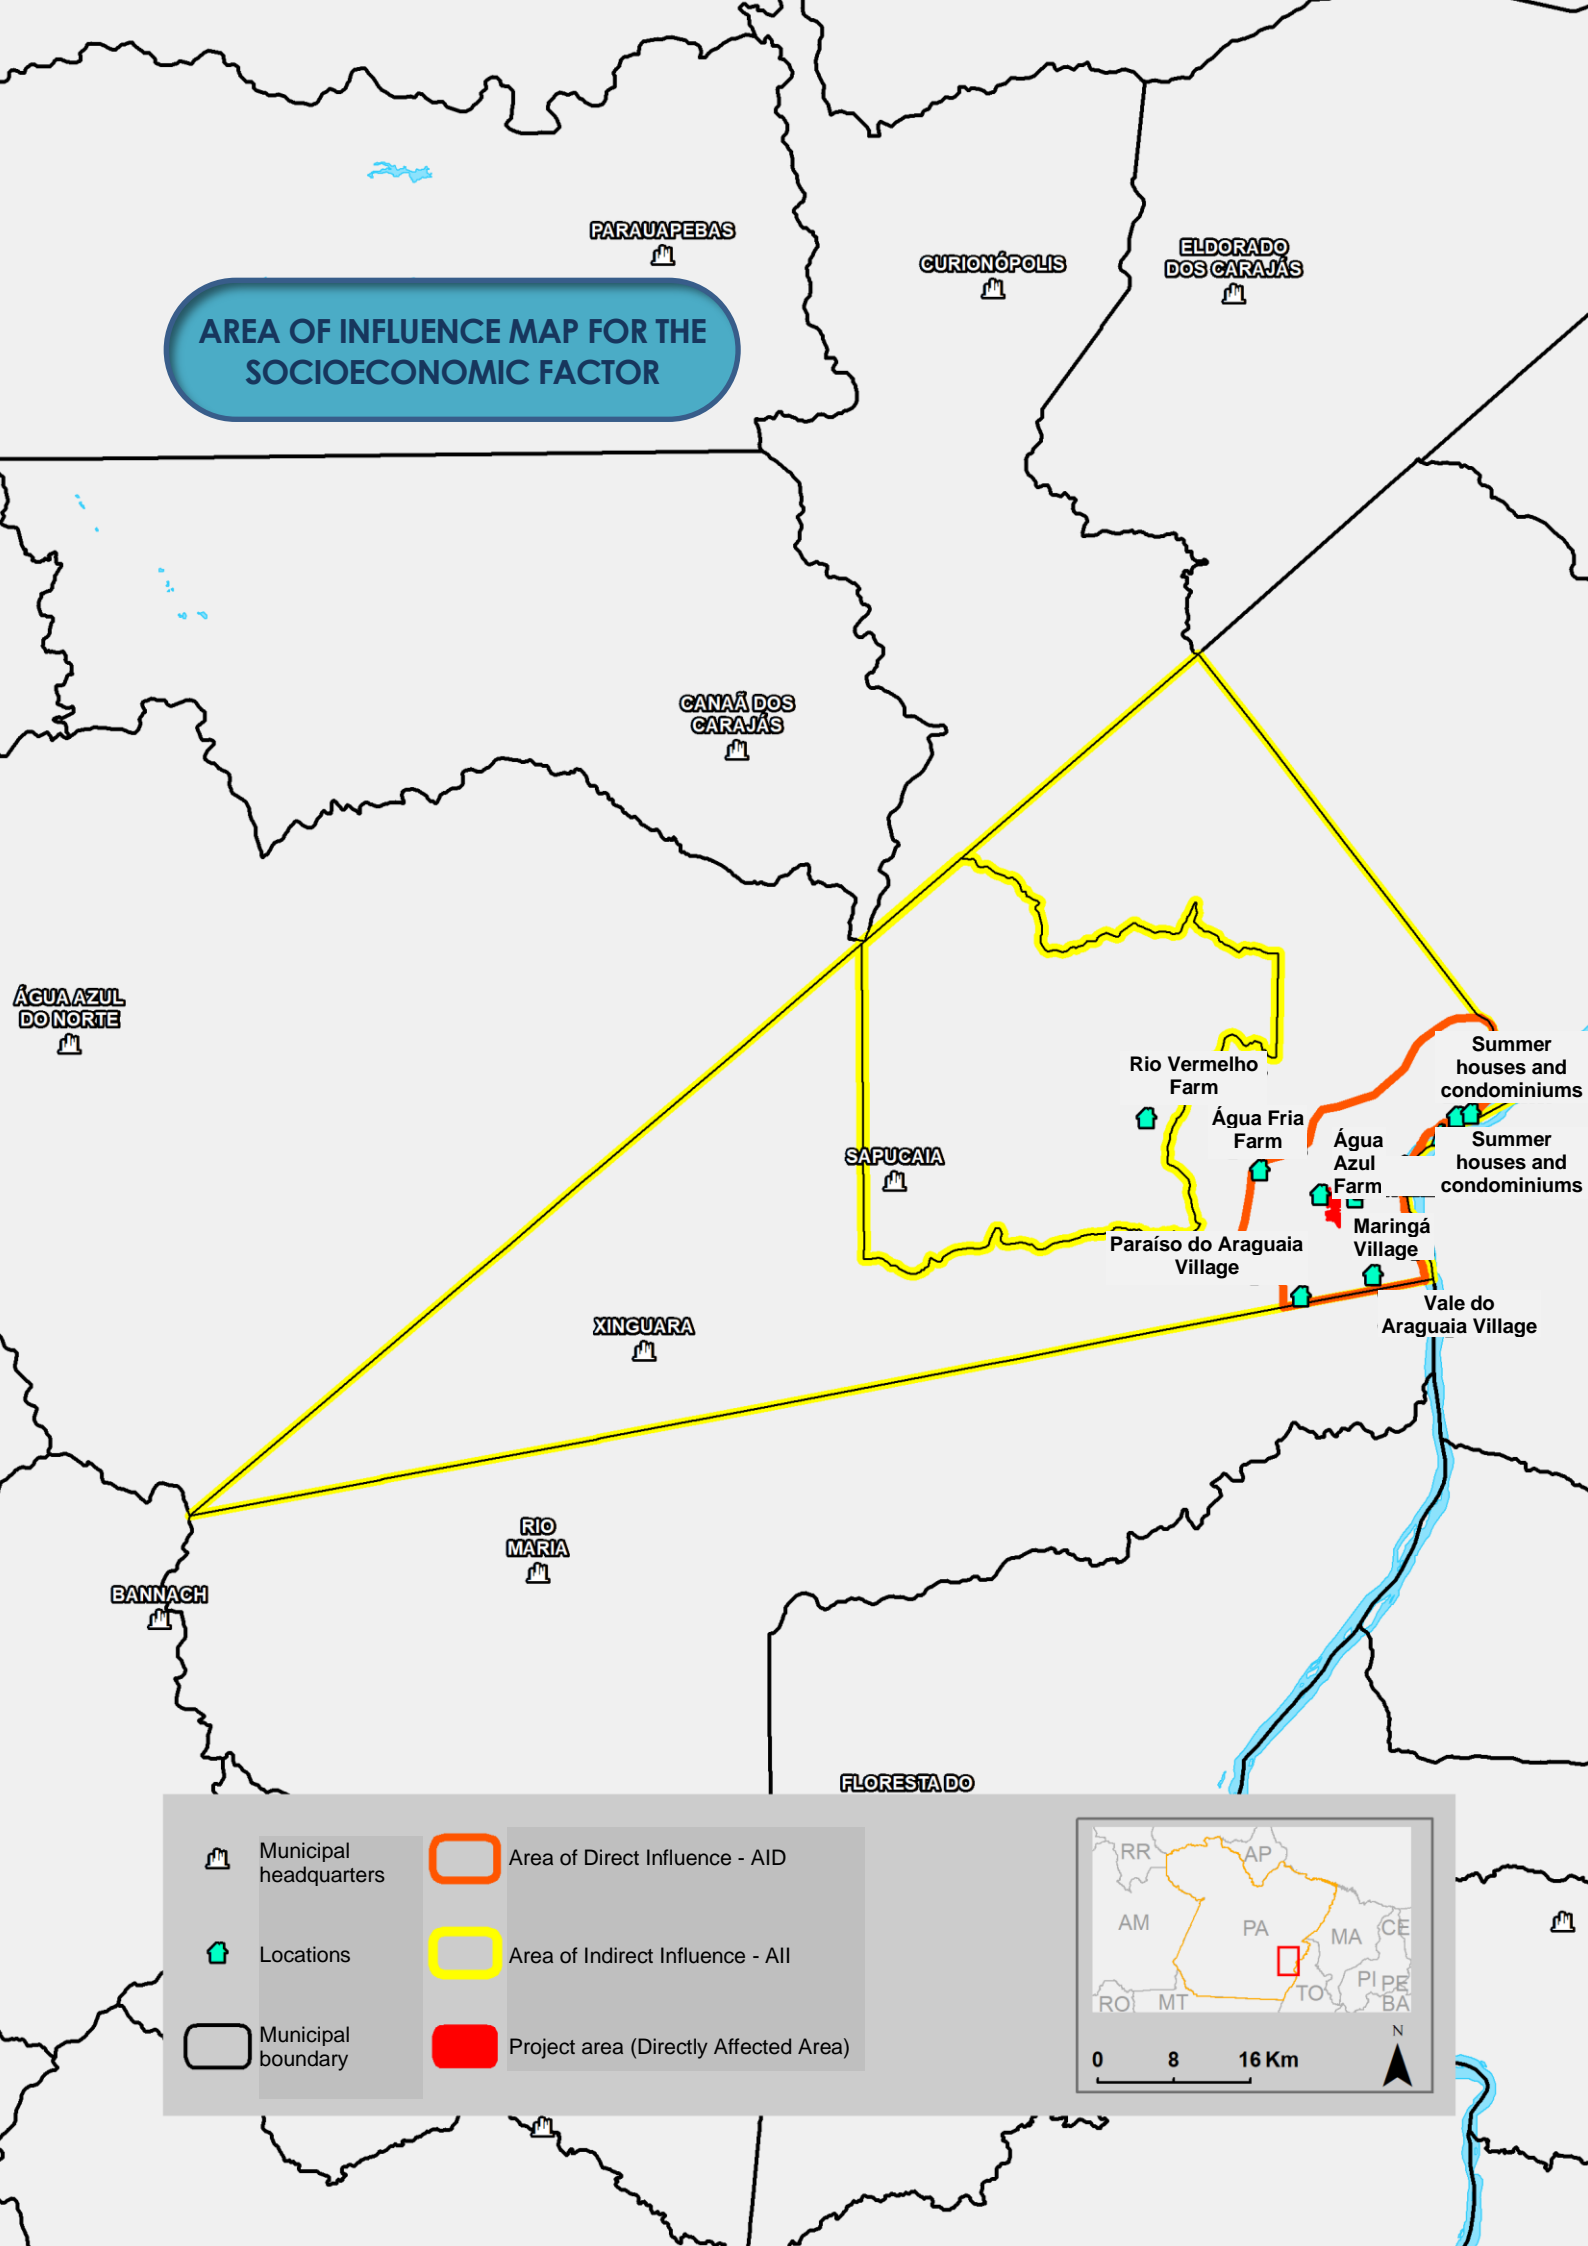 PARAUAPEBAS
CURIONÓPOLIS
ELDORADO
DOS CARAJÁS
AREA OF INFLUENCE MAP FOR THE
SOCIOECONOMIC FACTOR
CANAÃ DOS
CARAJÁS
ÁGUA AZUL
DO NORTE
Summer
houses and
condominiums
Rio Vermelho
Farm
Água Fria
Farm
Água
Azul
Farm
Summer
houses and
condominiums
SAPUCAIA
Maringá
Village
Paraíso do Araguaia
Village
Vale do
Araguaia Village
XINGUARA
RIO
MARIA
BANNACH
FLORESTA DO
Municipal
headquarters
Area of Direct Influence - AID
Locations
Area of Indirect Influence - AII
Municipal
boundary
Project area (Directly Affected Area)
RR
AP
AM
PA
MA
CE
PI
PE
RO
MT
TO
BA
N
0 8 16 Km